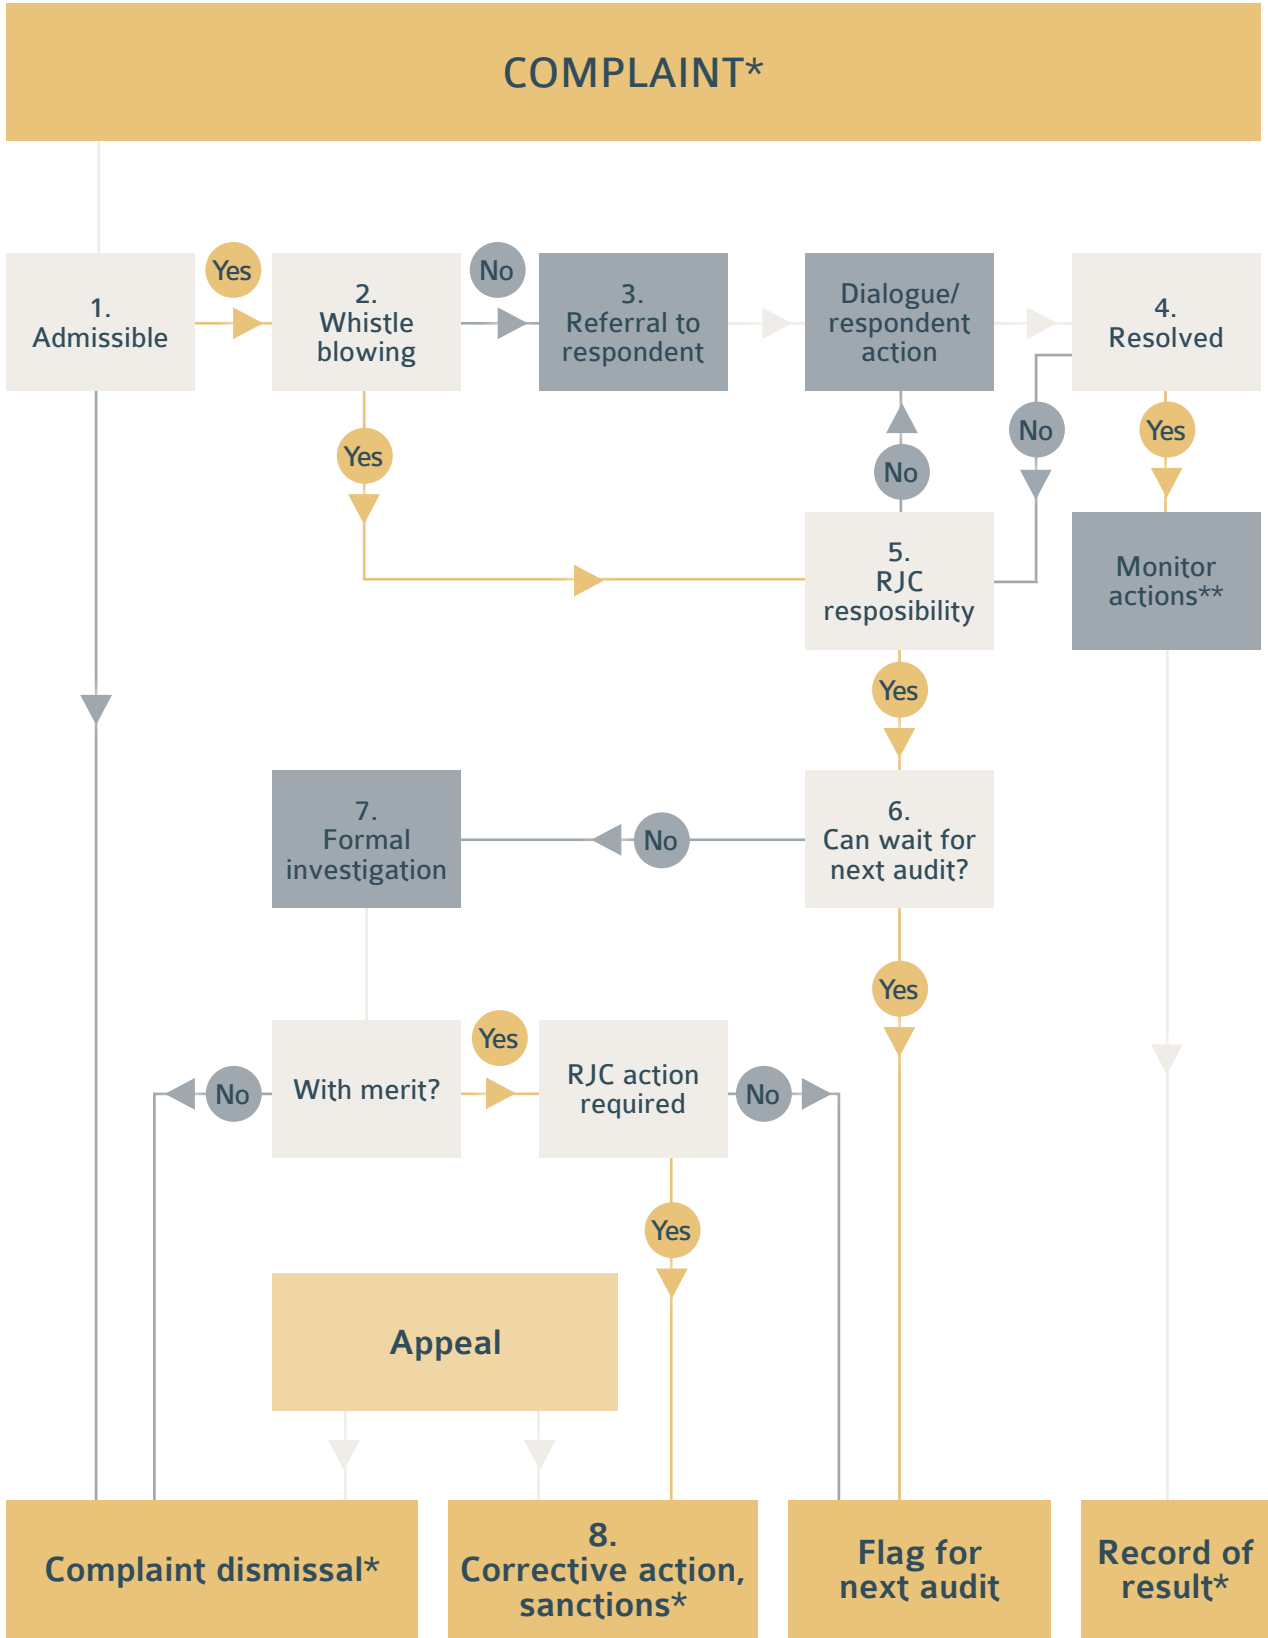 COMPLAINT*
Yes
No
1.
Admissible
2.
Whistle
blowing
3.
Referral to
respondent
Dialogue/
respondent
action
4.
Resolved
Yes
No
No
Yes
5.
RJC
resposibility
Monitor
actions**
Yes
7.
Formal
investigation
No
6.
Can wait for
next audit?
Yes
No
With merit?
Yes
RJC action
required
No
Yes
Appeal
Complaint dismissal*
8.
Corrective action,
sanctions*
Flag for
next audit
Record of
result*